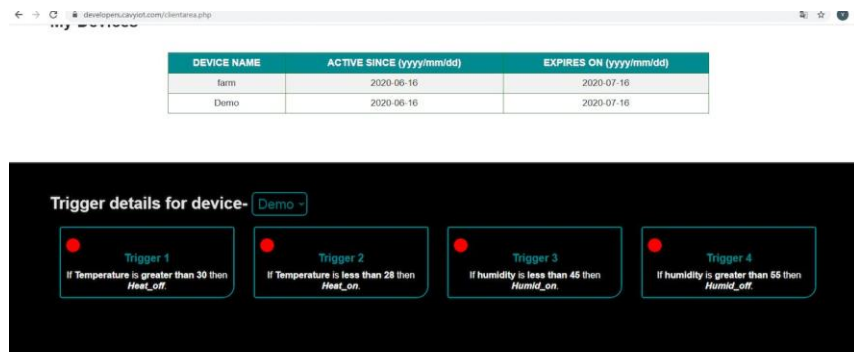 developers.cavyiot.com/clientarea.php
My Devices
DEVICE NAME ACTIVE SINCE (yyyy/mm/dd) EXPIRES ON (yyyy/mm/dd)
farm 2020-06-16 2020-07-16
Demo 2020-06-16 2020-07-16
Trigger details for device- Demo
Trigger 1
If Temperature is greater than 30 then
Heat_off.
Trigger 2
If Temperature is less than 28 then
Heat_on.
Trigger 3
If humidity is less than 45 then
Humid_on.
Trigger 4
If humidity is greater than 55 then
Humid_off.